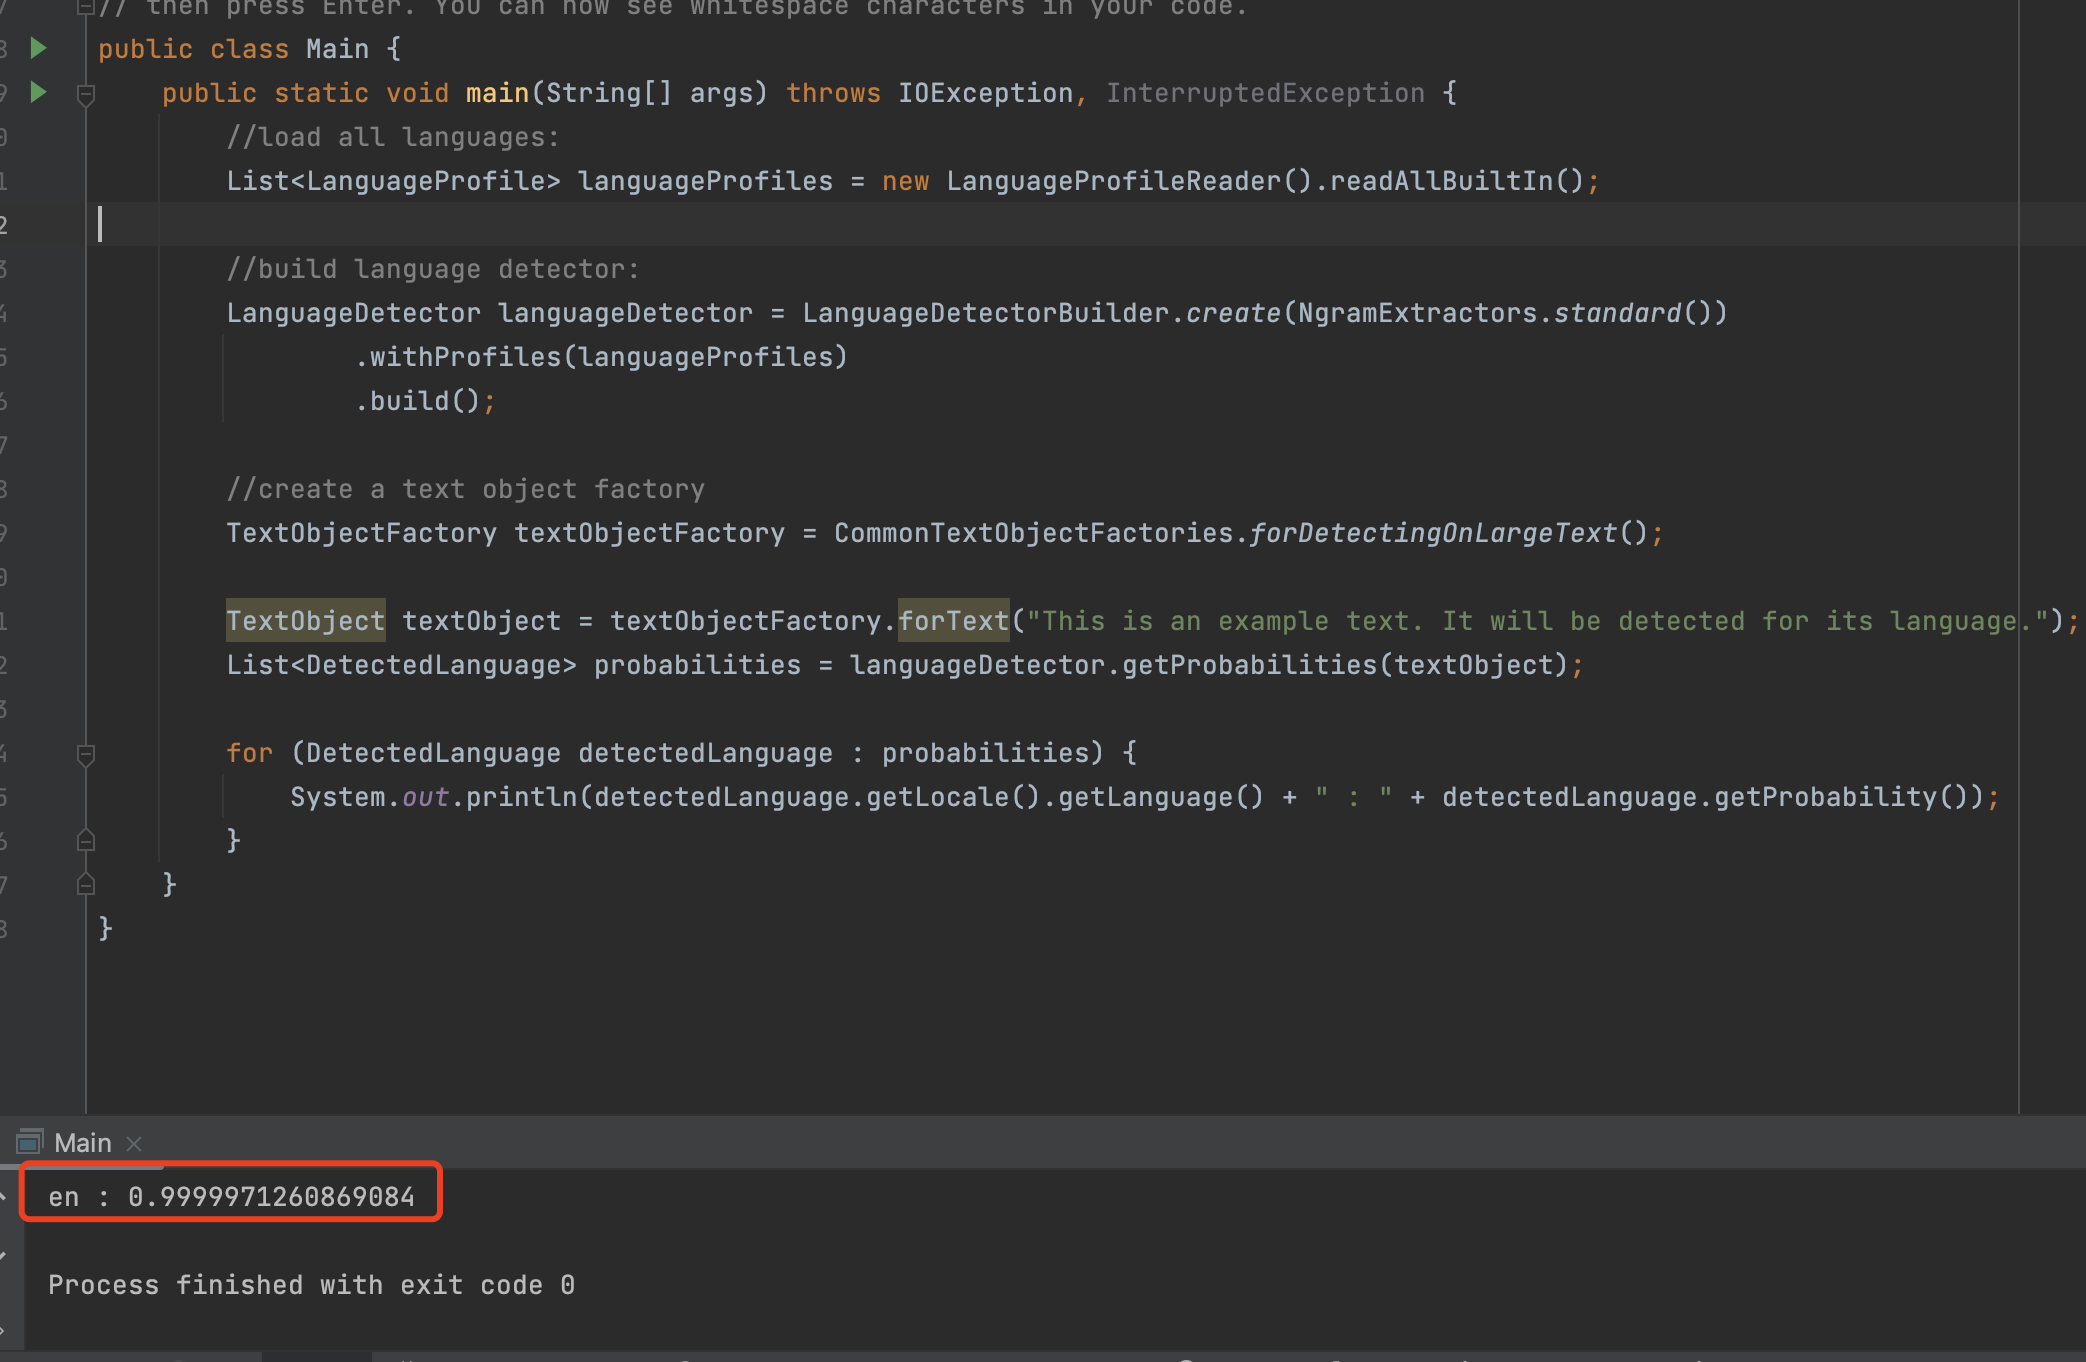 // then press Enter. You can now see whitespace characters in your code.
public class Main {
public static void main(String[] args) throws IOException, InterruptedException {
//load all languages:
List<LanguageProfile> languageProfiles = new LanguageProfileReader().readAllBuiltIn();
//build language detector:
LanguageDetector languageDetector = LanguageDetectorBuilder.create(NgramExtractors.standard())
.withProfiles(languageProfiles)
.build();
//create a text object factory
TextObjectFactory textObjectFactory = CommonTextObjectFactories.forDetectingOnLargeText();
TextObject textObject = textObjectFactory.forText("This is an example text. It will be detected for its language.");
List<DetectedLanguage> probabilities = languageDetector.getProbabilities(textObject);
for (DetectedLanguage detectedLanguage : probabilities) {
System.out.println(detectedLanguage.getLocale().getLanguage() + " : " + detectedLanguage.getProbability());
}
}
}
Main
en : 0.9999971260869084
Process finished with exit code 0